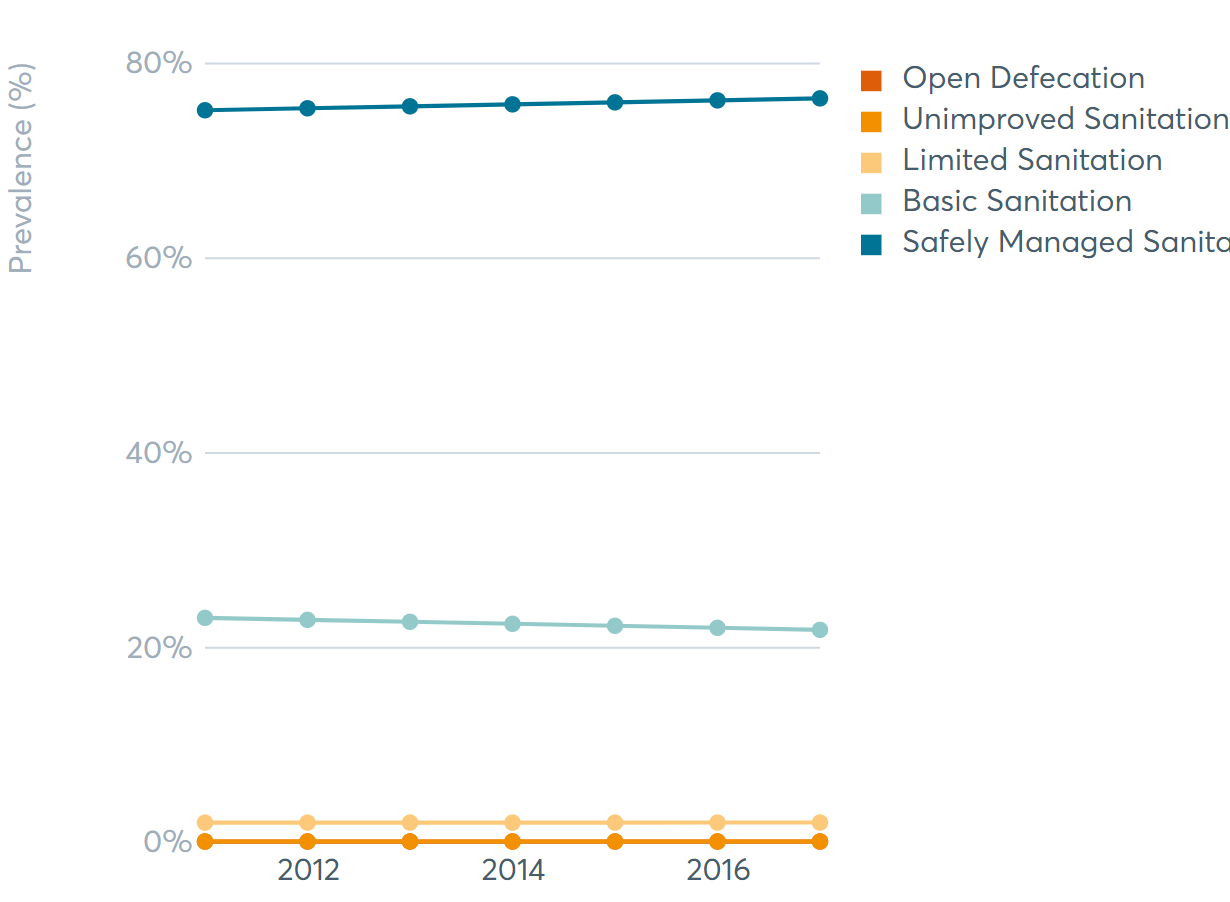 Prevalence (%)
80%
60%
40%
20%
0%
2012
2014
2016
Open Defecation
Unimproved Sanitation
Limited Sanitation
Basic Sanitation
Safely Managed Sanita